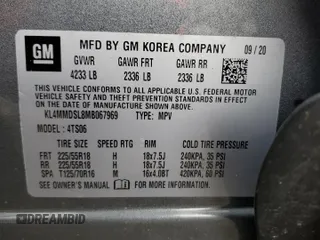 GM
MFD BY GM KOREA COMPANY 09/20
GVWR GAWR FRT GAWR RR
4233 LB 2336 LB 2336 LB
THIS VEHICLE CONFORMS TO ALL APPLICABLE U.S. FEDERAL MOTOR
VEHICLE SAFETY AND THEFT PREVENTION STANDARDS IN EFFECT ON THE
DATE OF MANUFACTURE SHOWN ABOVE.
KL4MMDSL8MB067969 TYPE: MPV
MODEL : 4TS06
TIRE SIZE SPEED RTG RIM COLD TIRE PRESSURE
FRT 225/55R18 H 18x7.5J 240KPA, 35 PSI
RR 225/55R18 H 18x7.5J 240KPA, 35 PSI
SPA T125/70R16 M 16x4.0BT 420KPA, 60 PSI
SEE OWNER'S MANUAL FOR ADDITIONAL INFORMATION.
RIDEAMBID